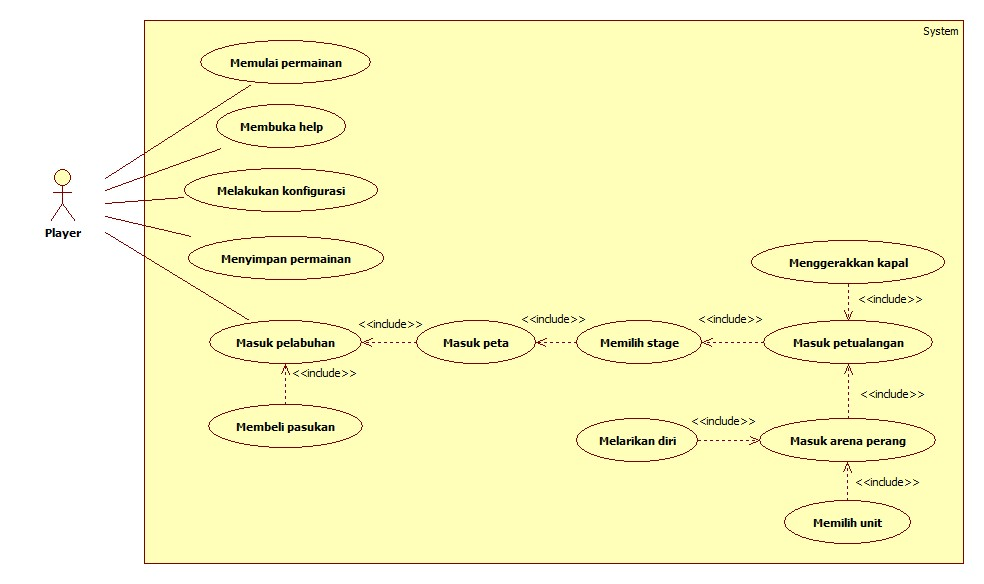 System
Memulai permainan
Membuka help
Melakukan konfigurasi
Player
Menyimpan permainan
Menggerakkan kapal
<<include>>
<<include>>
<<include>>
<<include>>
Masuk pelabuhan
Masuk peta
Memilih stage
Masuk petualangan
<<include>>
<<include>>
Membeli pasukan
<<include>>
Melarikan diri
Masuk arena perang
<<include>>
Memilih unit